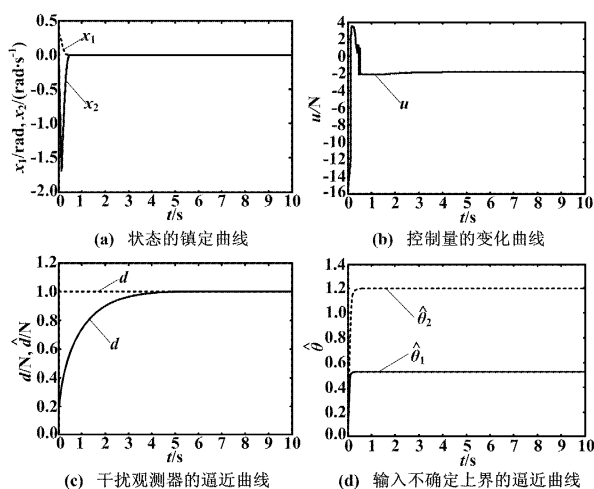 0.5
0.0
-0.5
-1.0
-1.5
-2.0
x1/rad, x2/(rad·s-1)
x1
x2
0 1 2 3 4 5 6 7 8 9 10
t/s
(a) 状态的镇定曲线
4
2
0
-2
-4
-6
-8
-10
-12
-14
-16
u/N
u
0 1 2 3 4 5 6 7 8 9 10
t/s
(b) 控制量的变化曲线
1.2
1.0
0.8
0.6
0.4
0.2
0.0
d/N, d̂/N
d
d
0 1 2 3 4 5 6 7 8 9 10
t/s
(c) 干扰观测器的逼近曲线
1.4
1.2
1.0
0.8
0.6
0.4
0.2
0.0
θ̂
θ̂2
θ̂1
0 1 2 3 4 5 6 7 8 9 10
t/s
(d) 输入不确定上界的逼近曲线